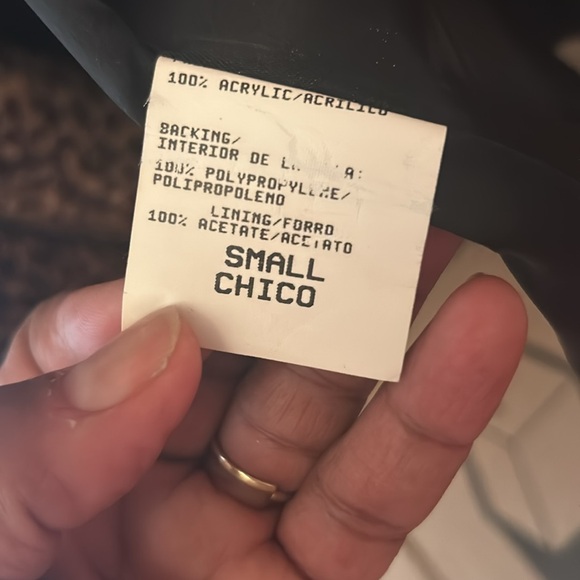 100% ACRYLIC/ACRILICO
BACKING/
INTERIOR DE
100% POLYPROPYLENE/
POLIPROPOLENO
LINING/FORRO
100% ACETATE/ACETATO
SMALL
CHICO